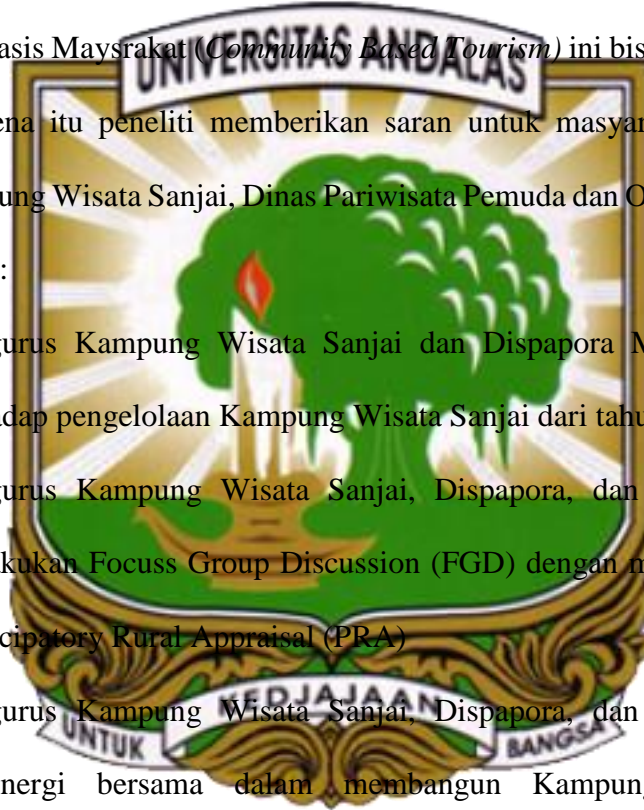 UNIVERSITAS ANDALAS
asis Maysrakat (Community Based Tourism) ini bis
ena itu peneliti memberikan saran untuk masyar
ung Wisata Sanjai, Dinas Pariwisata Pemuda dan O
:
gurus Kampung Wisata Sanjai dan Dispapora M
adap pengelolaan Kampung Wisata Sanjai dari tahu
gurus Kampung Wisata Sanjai, Dispapora, dan
akukan Focuss Group Discussion (FGD) dengan m
cipatory Rural Appraisal (PRA)
gurus Kampung Wisata Sanjai, Dispapora, dan
nergi bersama dalam membangun Kampun
UNTUK KEDJAJAAN BANGSA